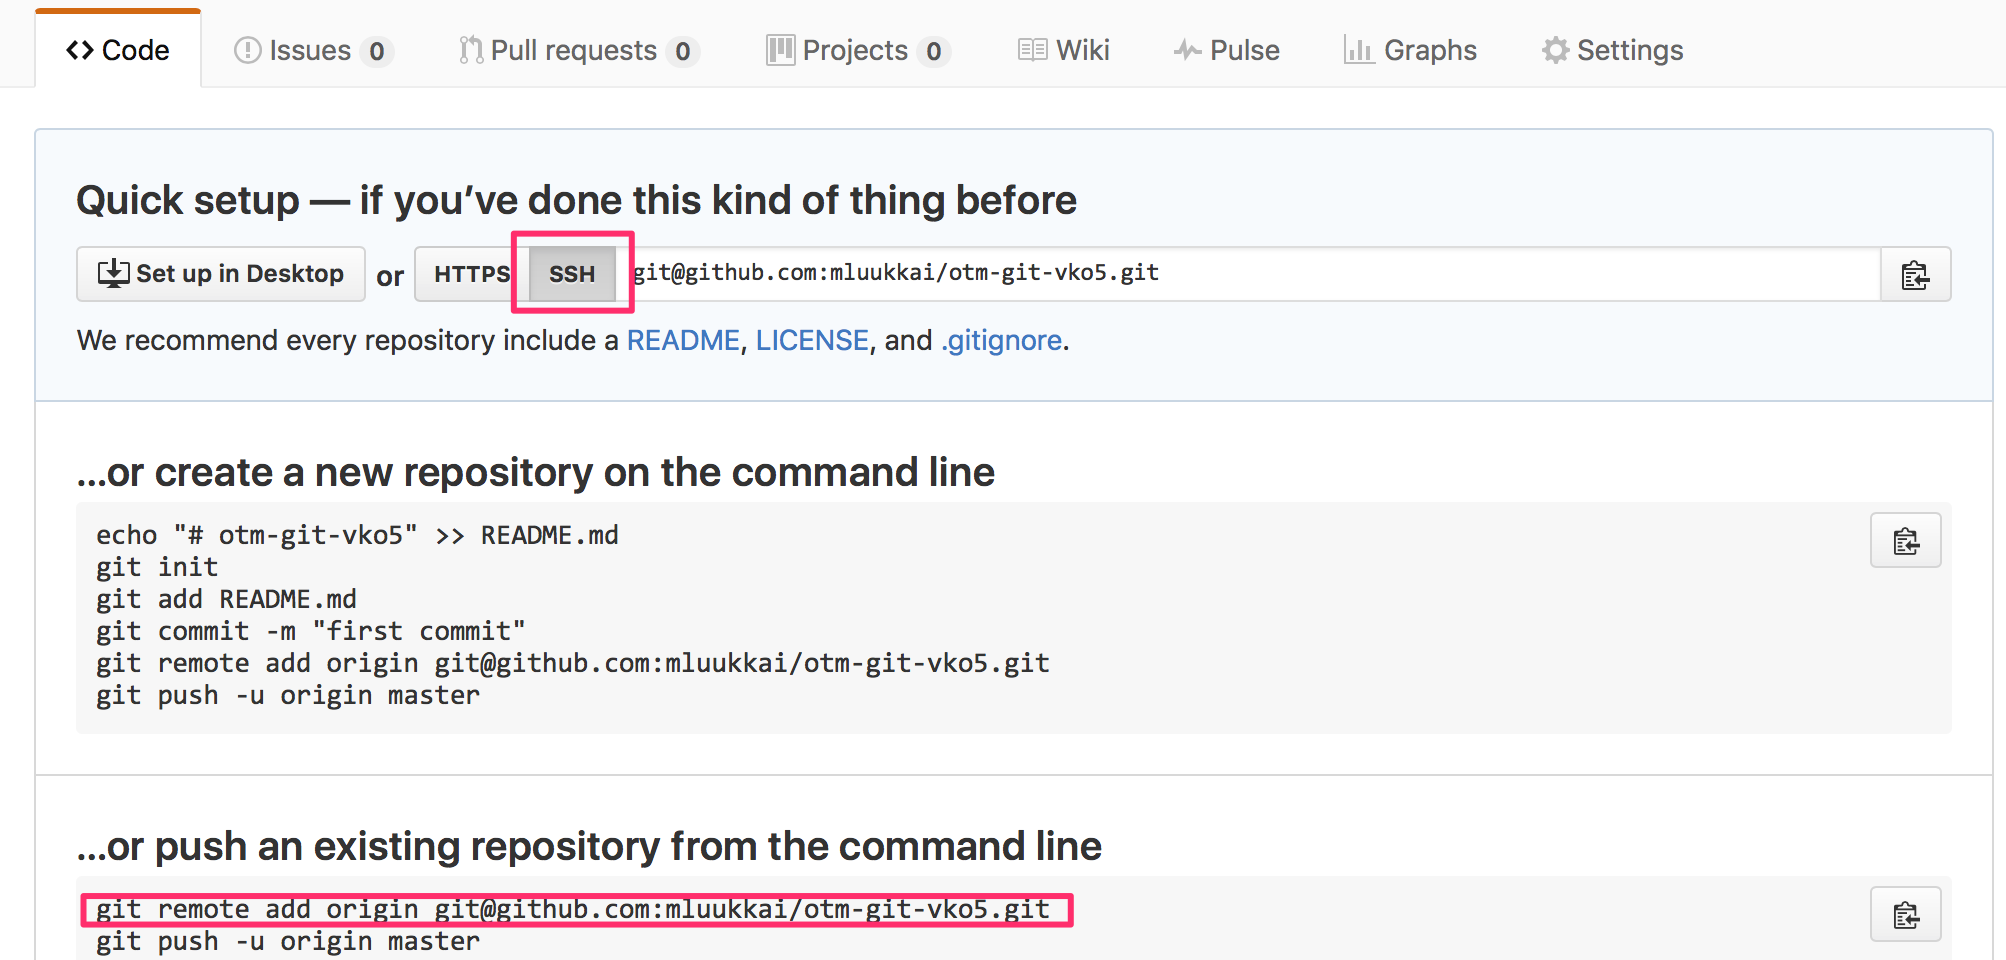 <> Code Issues 0 Pull requests 0 Projects 0 Wiki Pulse Graphs Settings
Quick setup — if you’ve done this kind of thing before
Set up in Desktop or HTTPS SSH git@github.com:mluukkai/otm-git-vko5.git
We recommend every repository include a README, LICENSE, and .gitignore.
…or create a new repository on the command line
echo "# otm-git-vko5" >> README.md
git init
git add README.md
git commit -m "first commit"
git remote add origin git@github.com:mluukkai/otm-git-vko5.git
git push -u origin master
…or push an existing repository from the command line
git remote add origin git@github.com:mluukkai/otm-git-vko5.git
git push -u origin master